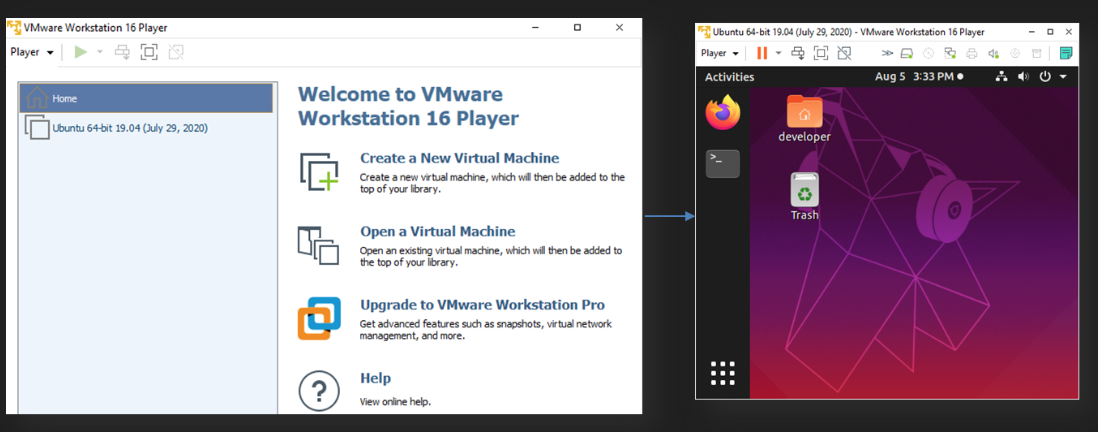 VMware Workstation 16 Player
Player
Home
Ubuntu 64-bit 19.04 (July 29, 2020)
Welcome to VMware
Workstation 16 Player
Create a New Virtual Machine
Create a new virtual machine, which will then be added to the
top of your library.
Open a Virtual Machine
Open an existing virtual machine, which will then be added to
the top of your library.
Upgrade to VMware Workstation Pro
Get advanced features such as snapshots, virtual network
management, and more.
Help
View online help.
Ubuntu 64-bit 19.04 (July 29, 2020) - VMware Workstation 16 Player
Player
Activities
Aug 5 3:33 PM
developer
>_
Trash